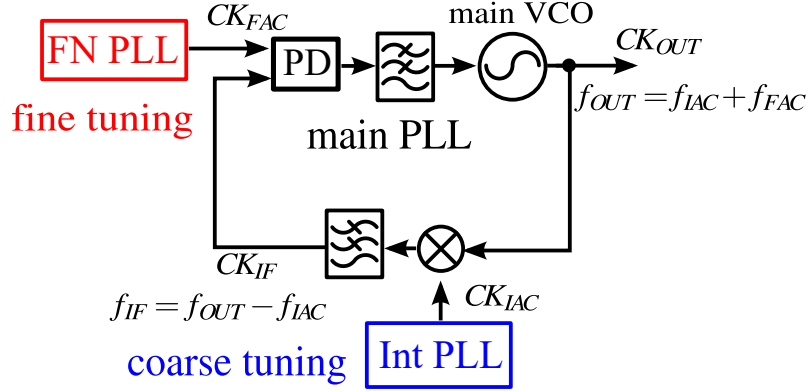 CK_FAC
main VCO
FN PLL
PD
CK_OUT
fine tuning
main PLL
f_OUT = f_IAC + f_FAC
CK_IF
CK_IAC
f_IF = f_OUT − f_IAC
coarse tuning
Int PLL